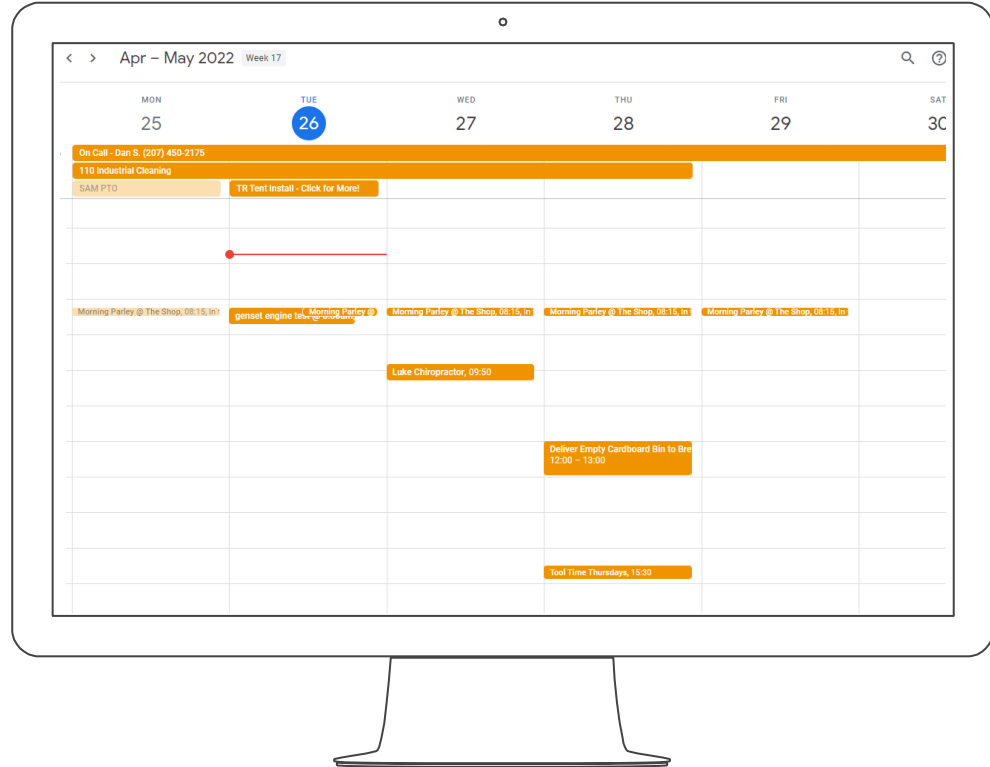 Apr – May 2022 Week 17
MON TUE WED THU FRI SAT
25 26 27 28 29 30
On Call - Dan S. (207) 450-2175
110 Industrial Cleaning
SAM PTO
TR Tent Install - Click for More!
Morning Parley @ The Shop, 08:15, In
genset engine test @
Morning Parley @
Morning Parley @ The Shop, 08:15, In
Morning Parley @ The Shop, 08:15, In
Morning Parley @ The Shop, 08:15, In
Luke Chiropractor, 09:50
Deliver Empty Cardboard Bin to Bre
12:00 – 13:00
Tool Time Thursdays, 15:30